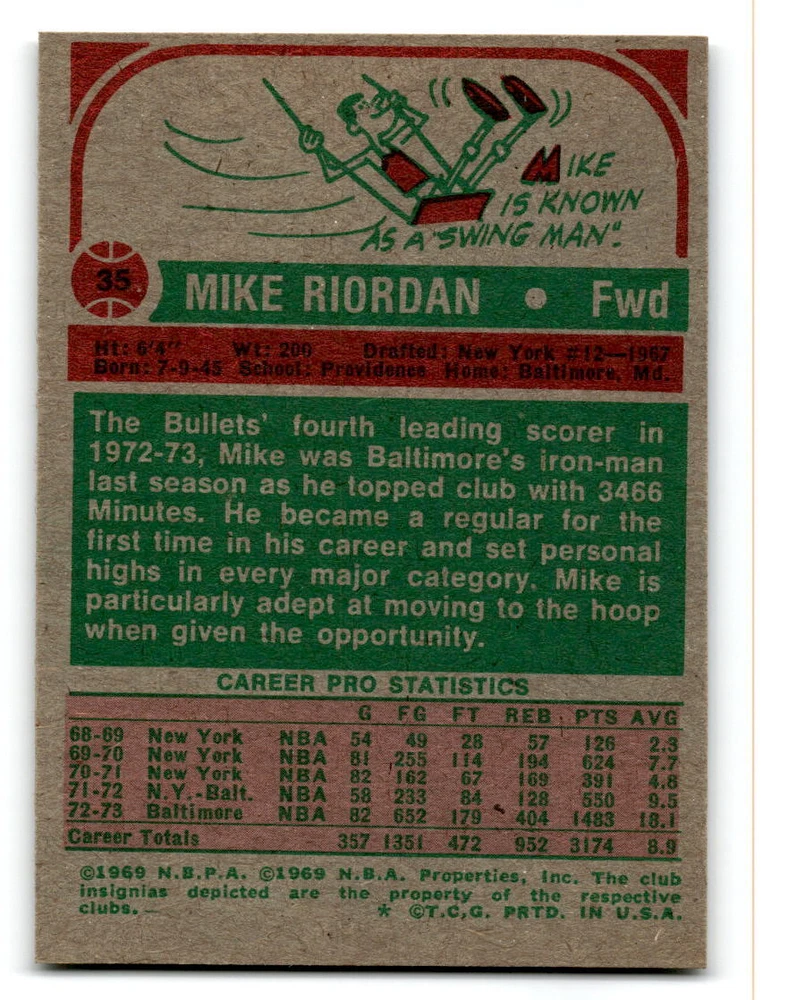 MIKE
IS KNOWN
AS A "SWING MAN".
35
MIKE RIORDAN • Fwd
Ht: 6'4" Wt: 200 Drafted: New York #12—1967
Born: 7-9-45 School: Providence Home: Baltimore, Md.
The Bullets' fourth leading scorer in
1972-73, Mike was Baltimore's iron-man
last season as he topped club with 3466
Minutes. He became a regular for the
first time in his career and set personal
highs in every major category. Mike is
particularly adept at moving to the hoop
when given the opportunity.
CAREER PRO STATISTICS
G FG FT REB PTS AVG
68-69 New York NBA 54 49 28 57 126 2.3
69-70 New York NBA 81 255 114 194 624 7.7
70-71 New York NBA 82 162 67 169 391 4.8
71-72 N.Y.-Balt. NBA 58 233 84 128 550 9.5
72-73 Baltimore NBA 82 652 179 404 1483 18.1
Career Totals 357 1351 472 952 3174 8.9
©1969 N.B.P.A. ©1969 N.B.A. Properties, Inc. The club
insignias depicted are the property of the respective
clubs.— * ©T.C.G. PRTD. IN U.S.A.